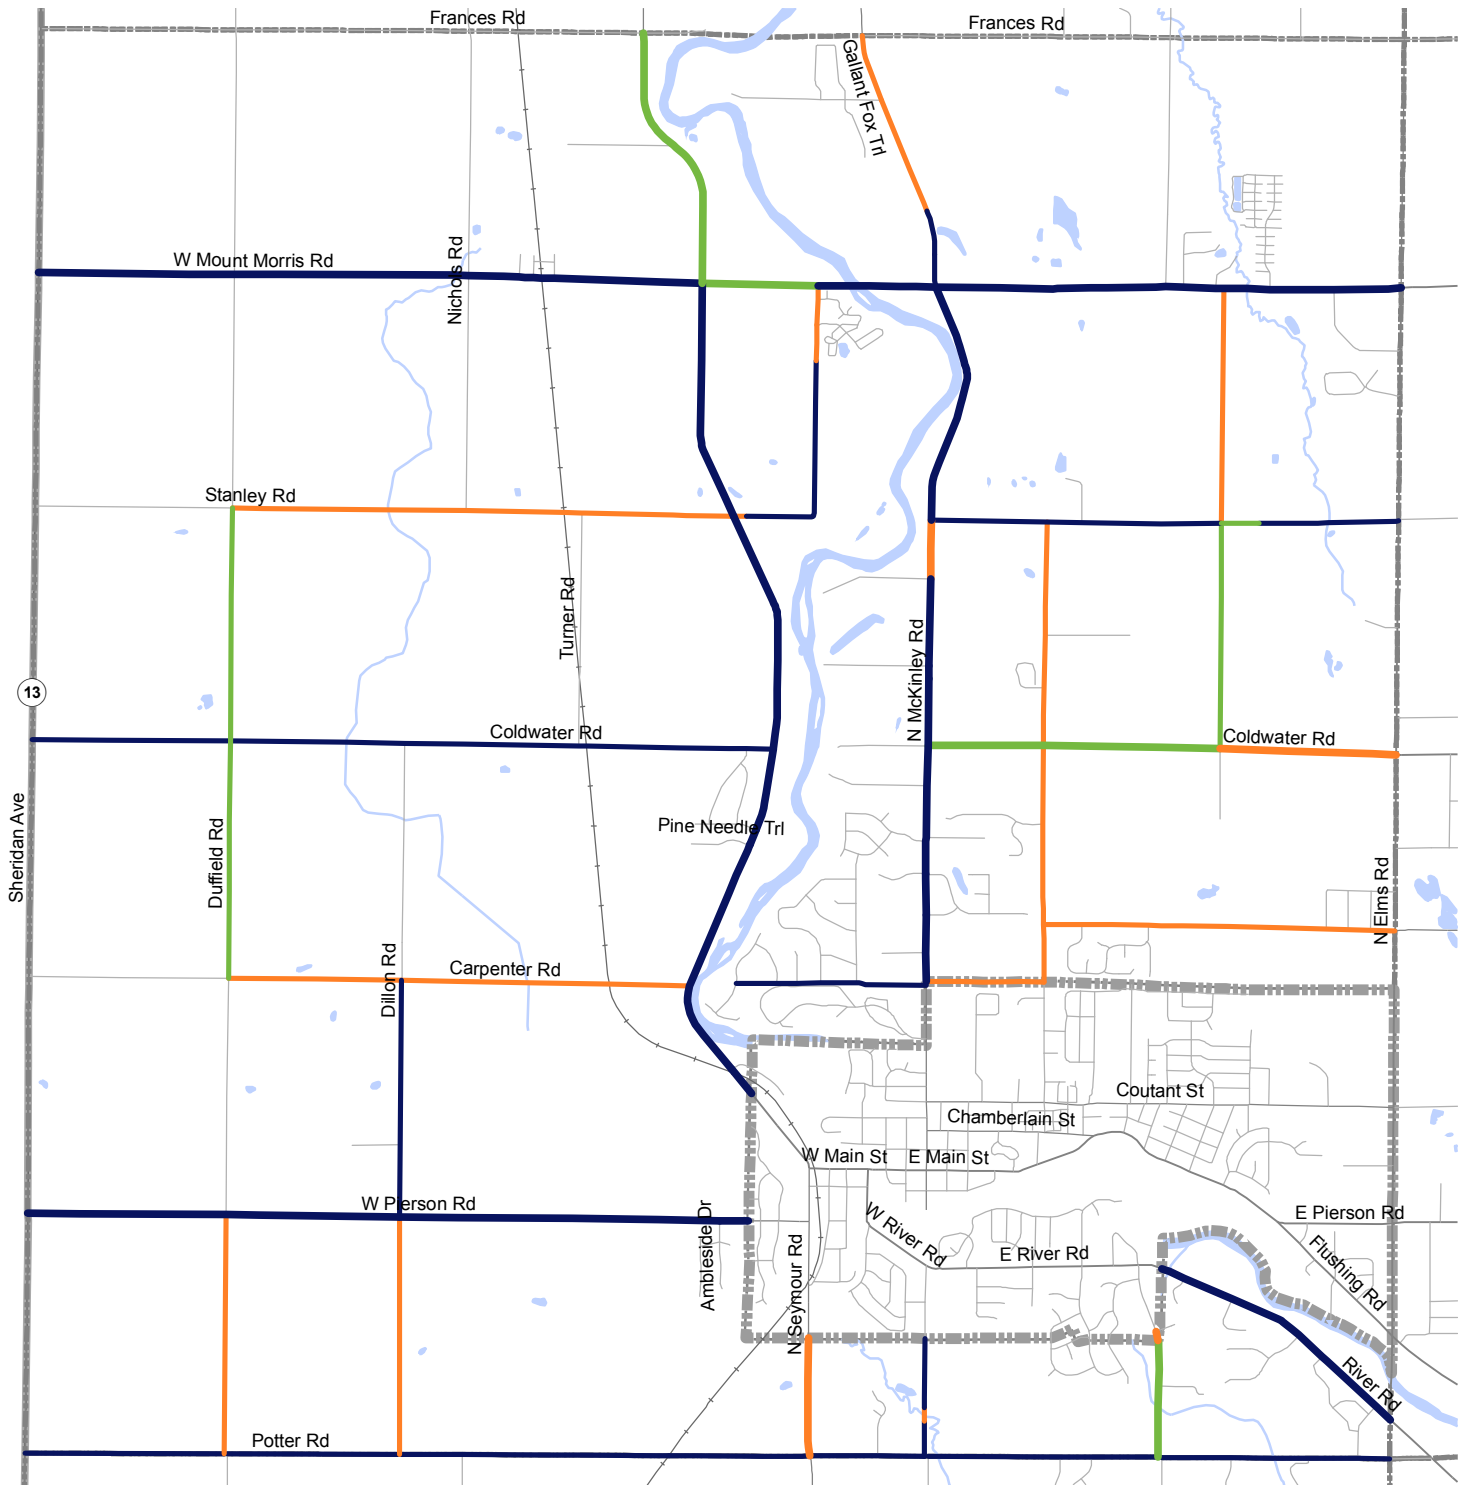 Frances Rd
Frances Rd
Gallant Fox Trl
W Mount Morris Rd
Nichols Rd
Stanley Rd
Turner Rd
N McKinley Rd
13
Coldwater Rd
Coldwater Rd
Sheridan Ave
Duffield Rd
Pine Needle Trl
N Elms Rd
Dillon Rd
Carpenter Rd
Coutant St
Chamberlain St
W Main St
E Main St
W Pierson Rd
E Pierson Rd
Ambleside Dr
N Seymour Rd
W River Rd
E River Rd
Flushing Rd
River Rd
Potter Rd